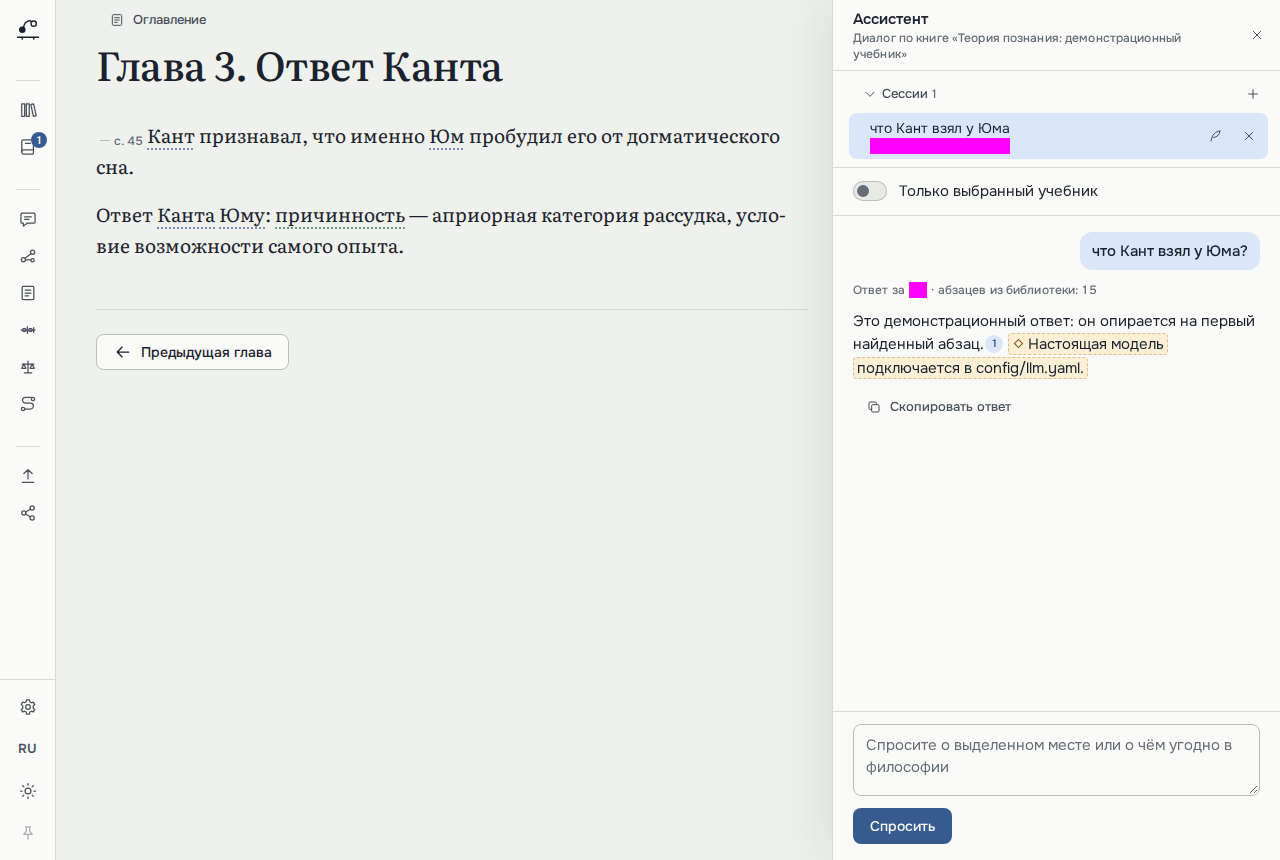 Оглавление
Глава 3. Ответ Канта
— с. 45 Кант признавал, что именно Юм пробудил его от догматического
сна.
Ответ Канта Юму: причинность — априорная категория рассудка, усло-
вие возможности самого опыта.
Предыдущая глава
1
RU
Ассистент
Диалог по книге «Теория познания: демонстрационный
учебник»
Сессии 1
что Кант взял у Юма
Только выбранный учебник
что Кант взял у Юма?
Ответ за · абзацев из библиотеки: 15
Это демонстрационный ответ: он опирается на первый
найденный абзац. 1 Настоящая модель
подключается в config/llm.yaml.
Скопировать ответ
Спросите о выделенном месте или о чём угодно в
философии
Спросить